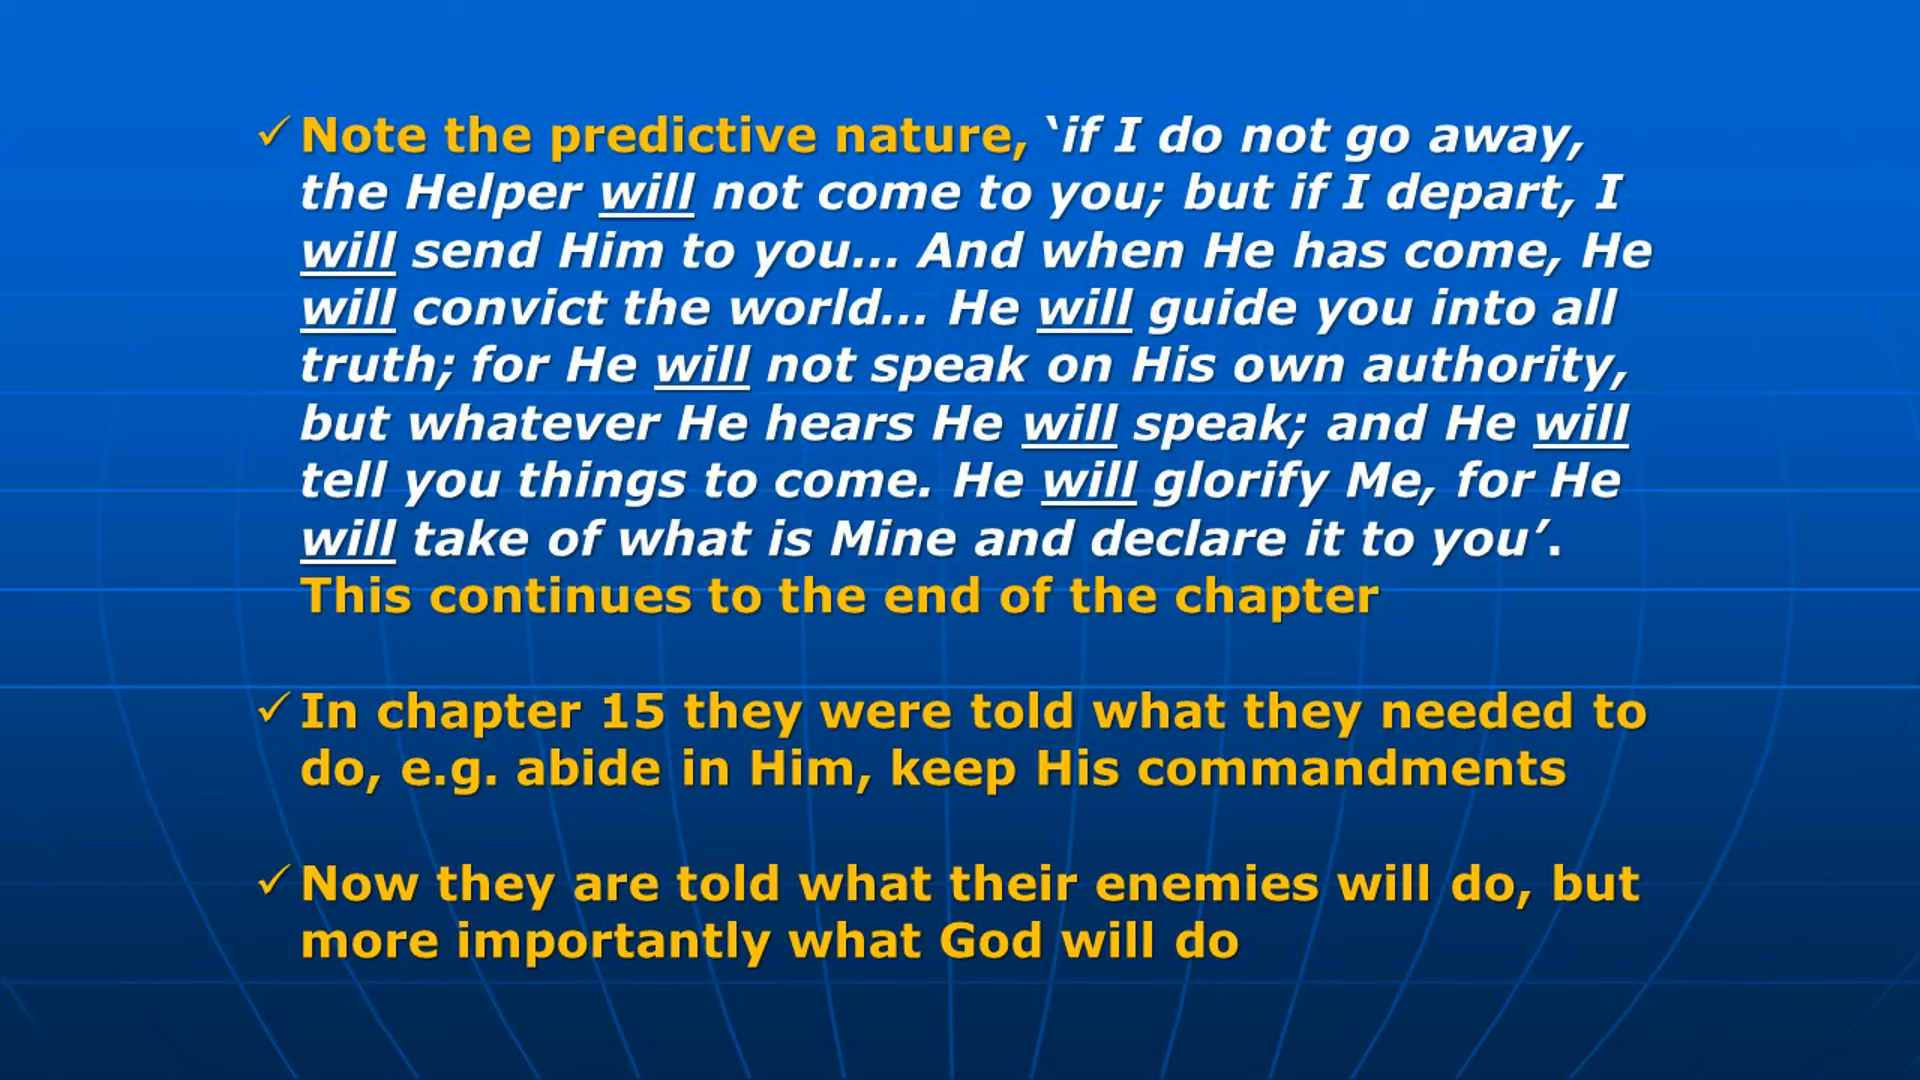 ✓ Note the predictive nature, ‘if I do not go away,
the Helper will not come to you; but if I depart, I
will send Him to you... And when He has come, He
will convict the world... He will guide you into all
truth; for He will not speak on His own authority,
but whatever He hears He will speak; and He will
tell you things to come. He will glorify Me, for He
will take of what is Mine and declare it to you’.
This continues to the end of the chapter
✓ In chapter 15 they were told what they needed to
do, e.g. abide in Him, keep His commandments
✓ Now they are told what their enemies will do, but
more importantly what God will do